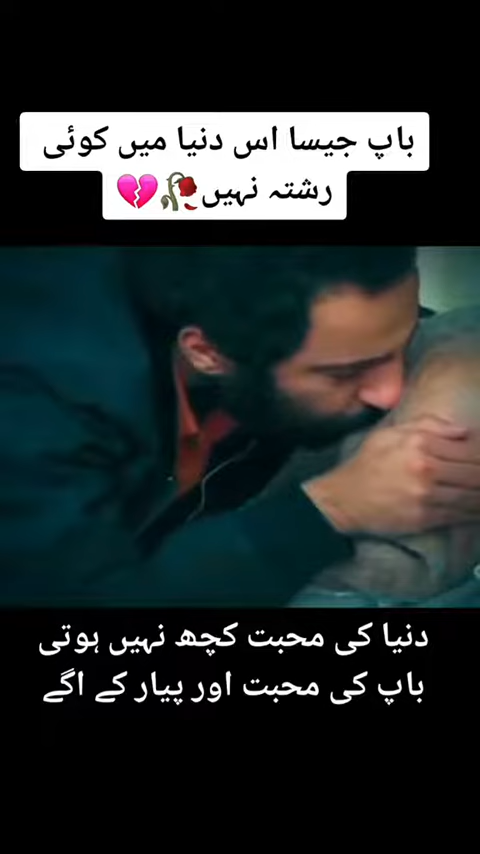 باپ جیسا اس دنیا میں کوئی
رشتہ نہیں🥀💔
دنیا کی محبت کچھ نہیں ہوتی
باپ کی محبت اور پیار کے اگے